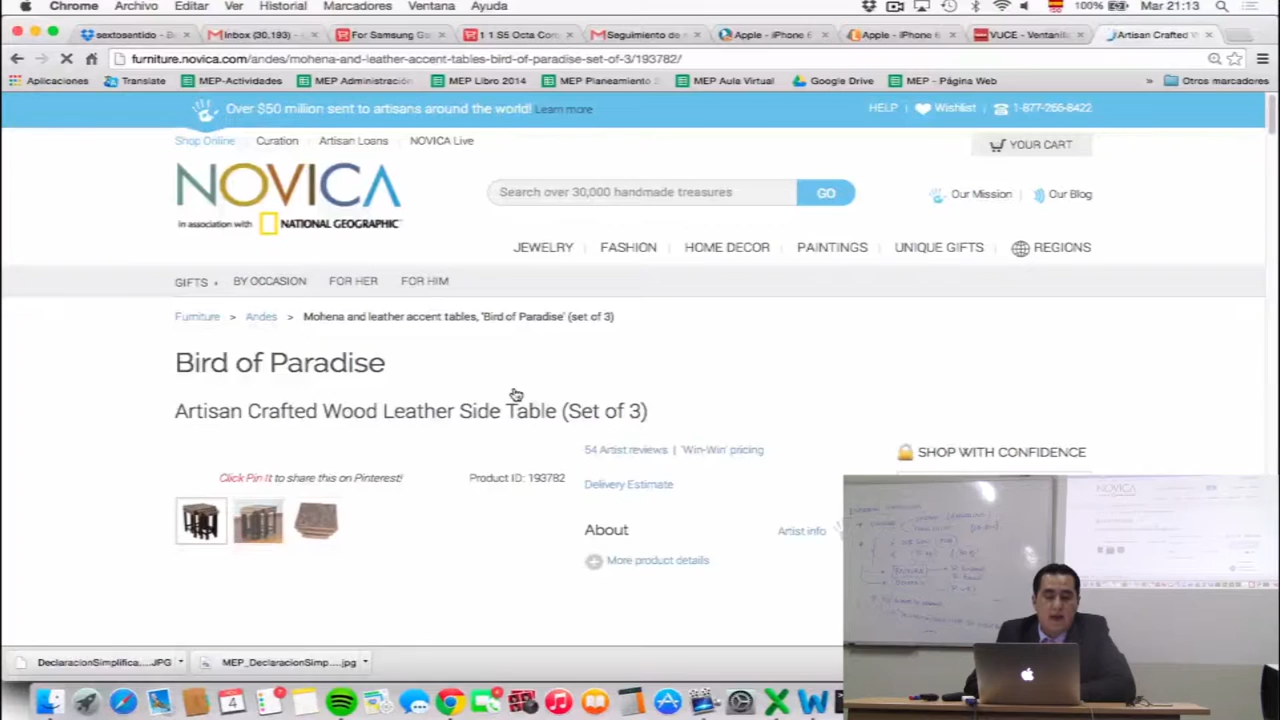 Chrome Archivo Editar Ver Historial Marcadores Ventana Ayuda 100% Mar 21:13
sextosentido - B Inbox (30,193) - For Samsung Ga 1 1 S5 Octa Co Seguimiento de Apple - iPhone 6 Apple - iPhone 6 VUCE - Ventanill Artisan Crafted W
furniture.novica.com/andes/mohena-and-leather-accent-tables-bird-of-paradise-set-of-3/193782/
Aplicaciones Translate MEP-Actividades MEP Administración MEP Libro 2014 MEP Planeamiento MEP Aula Virtual Google Drive MEP - Página Web » Otros marcadores
Over $50 million sent to artisans around the world! Learn more HELP Wishlist 1-877-266-8422
Shop Online Curation Artisan Loans NOVICA Live YOUR CART
NOVICA
In association with NATIONAL GEOGRAPHIC
Search over 30,000 handmade treasures GO
Our Mission Our Blog
JEWELRY FASHION HOME DECOR PAINTINGS UNIQUE GIFTS REGIONS
GIFTS BY OCCASION FOR HER FOR HIM
Furniture > Andes > Mohena and leather accent tables, 'Bird of Paradise' (set of 3)
Bird of Paradise
Artisan Crafted Wood Leather Side Table (Set of 3)
54 Artist reviews | 'Win-Win' pricing
SHOP WITH CONFIDENCE
Click Pin It to share this on Pinterest! Product ID: 193782
Delivery Estimate
About Artist info
More product details
DeclaracionSimplifica....JPG MEP_DeclaracionSimp....jpg
4
NOVICA